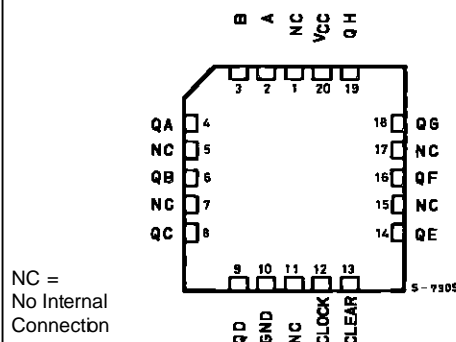 B A NC VCC QH
3 2 1 20 19
QA 4 18 QG
NC 5 17 NC
QB 6 16 QF
NC 7 15 NC
QC 8 14 QE
9 10 11 12 13
S-7905
QD GND NC CLOCK CLEAR
NC =
No Internal
Connection